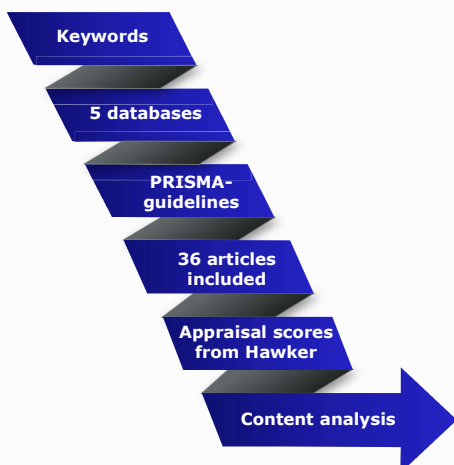 Keywords
5 databases
PRISMA-
guidelines
36 articles
included
Appraisal scores
from Hawker
Content analysis